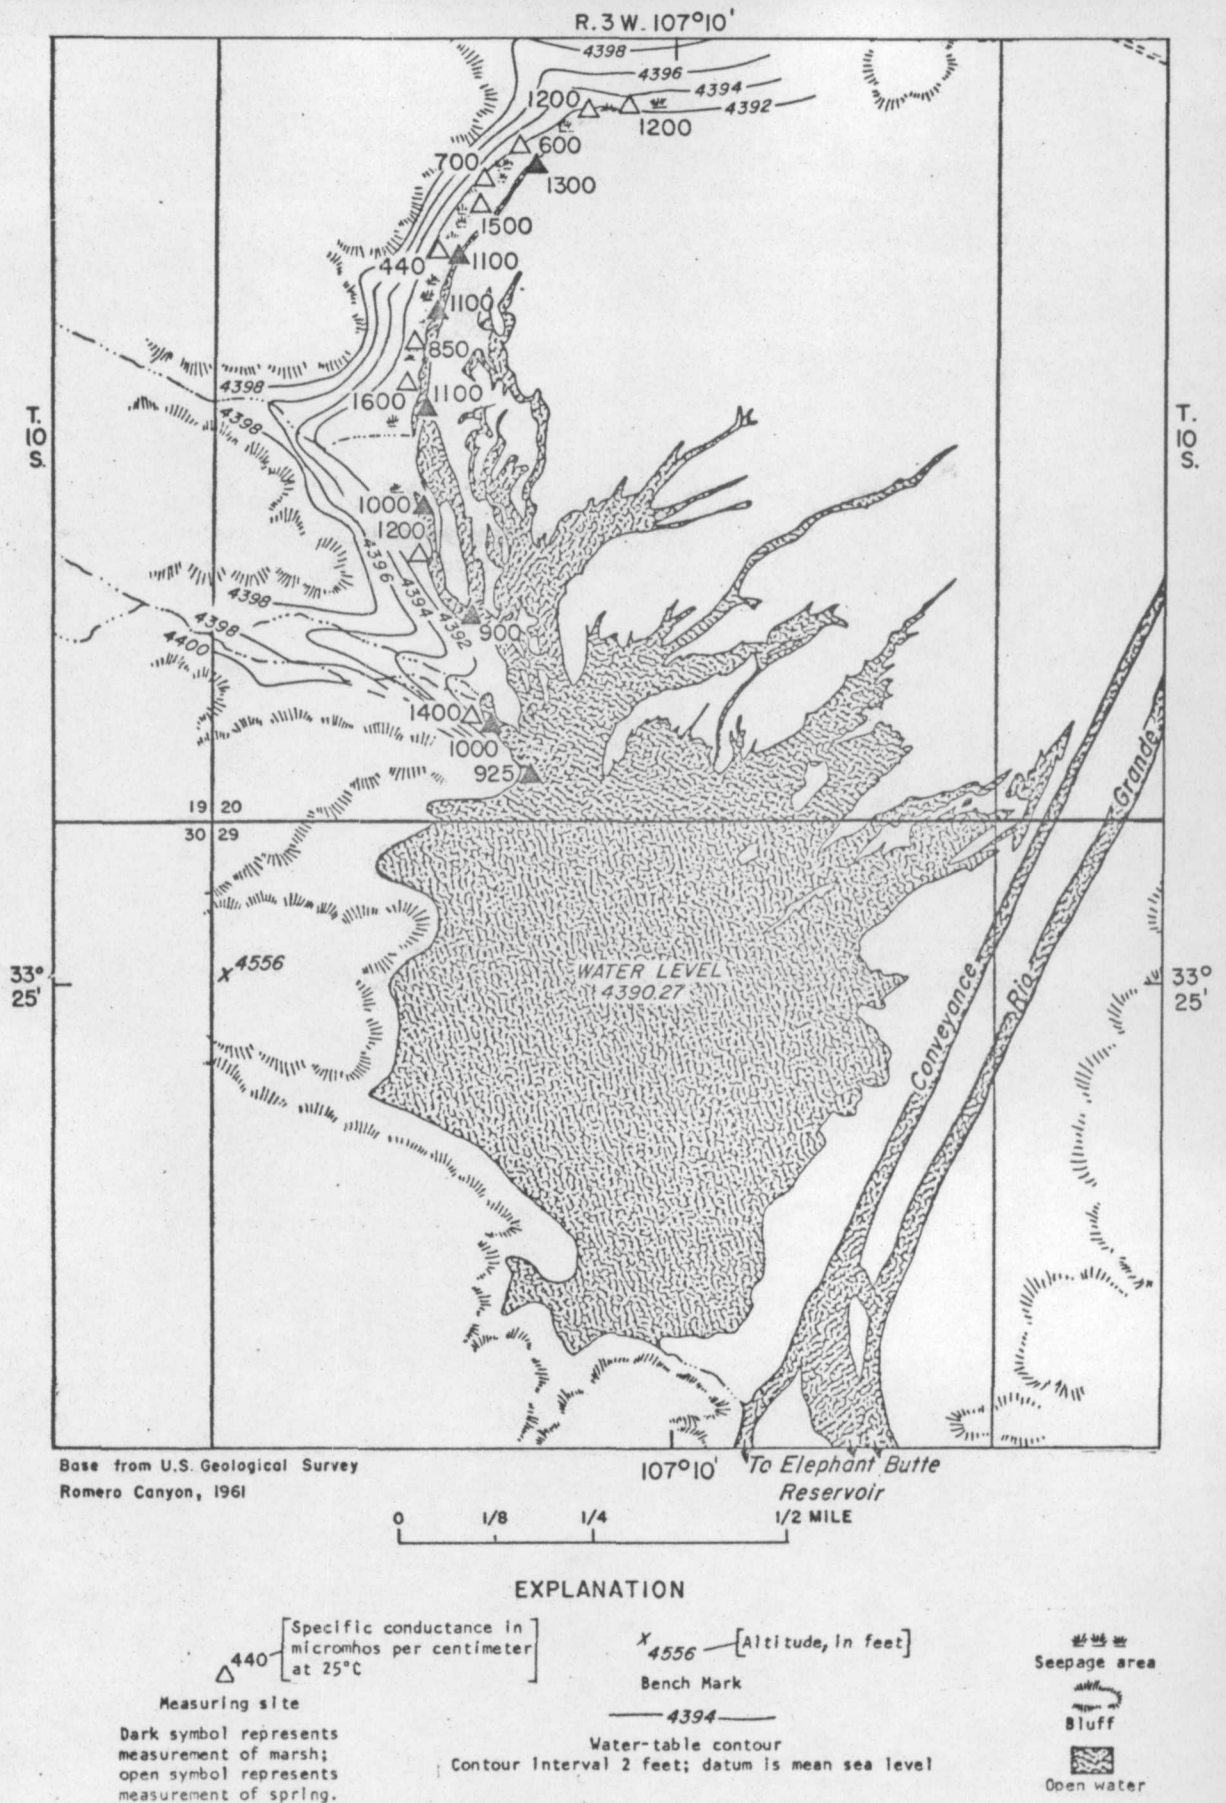 R. 3 W. 107°10'
4398
4396
4394
4392
1200
1200
600
700
1300
1500
440
1100
1100
850
4398
1600
1100
4398
T.
10
S.
T.
10
S.
1000
1200
4396
4398
4394
4392
4398
4400
900
1400
1000
925
Grande
19 20
30 29
4556
33°
25'
WATER LEVEL
4390.27
Conveyance
Rio
33°
25'
Base from U.S. Geological Survey
Romero Canyon, 1961
107°10'
To Elephant Butte
Reservoir
0 1/8 1/4 1/2 MILE
EXPLANATION
440
Specific conductance in
micromhos per centimeter
at 25°C
Measuring site
Dark symbol represents
measurement of marsh;
open symbol represents
measurement of spring.
x 4556 [Altitude, in feet]
Bench Mark
4394
Water-table contour
Contour Interval 2 feet; datum is mean sea level
Seepage area
Bluff
Open water